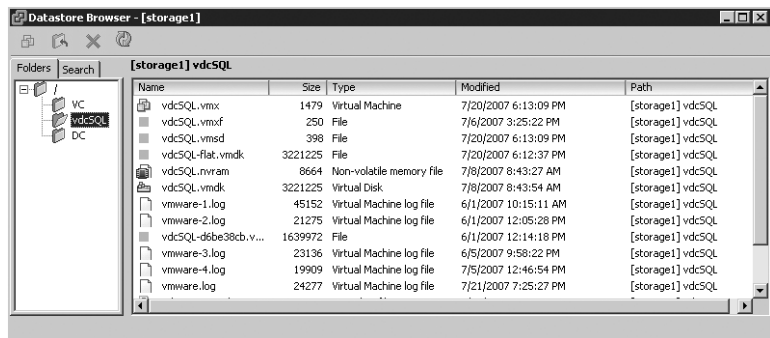 Datastore Browser - [storage1]
Folders Search [storage1] vdcSQL
/
VC
vdcSQL
DC
Name Size Type Modified Path
vdcSQL.vmx 1479 Virtual Machine 7/20/2007 6:13:09 PM [storage1] vdcSQL
vdcSQL.vmxf 250 File 7/6/2007 3:25:22 PM [storage1] vdcSQL
vdcSQL.vmsd 398 File 7/20/2007 6:13:09 PM [storage1] vdcSQL
vdcSQL-flat.vmdk 3221225 File 7/20/2007 6:12:37 PM [storage1] vdcSQL
vdcSQL.nvram 8664 Non-volatile memory file 7/8/2007 8:43:27 AM [storage1] vdcSQL
vdcSQL.vmdk 3221225 Virtual Disk 7/8/2007 8:43:54 AM [storage1] vdcSQL
vmware-1.log 45152 Virtual Machine log file 6/1/2007 10:15:11 AM [storage1] vdcSQL
vmware-2.log 21275 Virtual Machine log file 6/1/2007 12:05:28 PM [storage1] vdcSQL
vdcSQL-d6be38cb.v... 1639972 File 6/1/2007 12:14:18 PM [storage1] vdcSQL
vmware-3.log 23136 Virtual Machine log file 6/5/2007 9:58:22 PM [storage1] vdcSQL
vmware-4.log 19909 Virtual Machine log file 7/5/2007 12:46:54 PM [storage1] vdcSQL
vmware.log 24277 Virtual Machine log file 7/21/2007 7:25:27 PM [storage1] vdcSQL